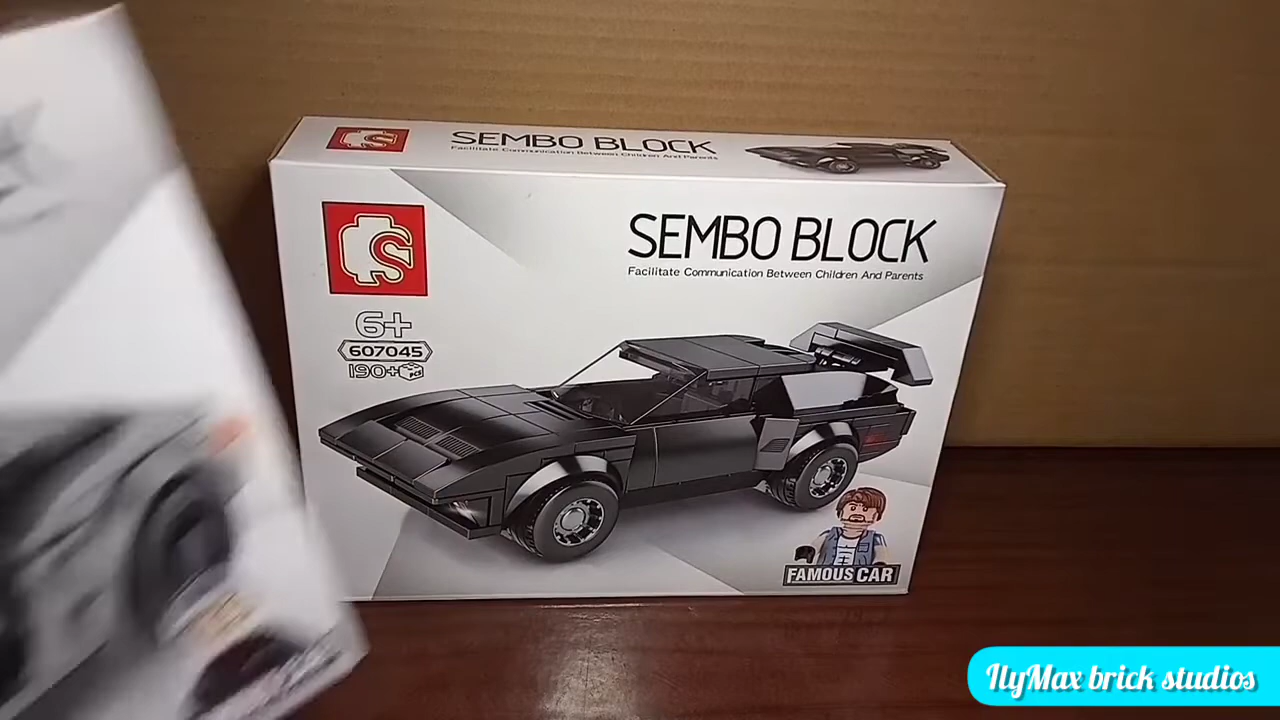 SEMBO BLOCK
Facilitate Communication Between Children And Parents
S
SEMBO BLOCK
Facilitate Communication Between Children And Parents
6+
607045
190+ pcs
FAMOUS CAR
IlyMax brick studios